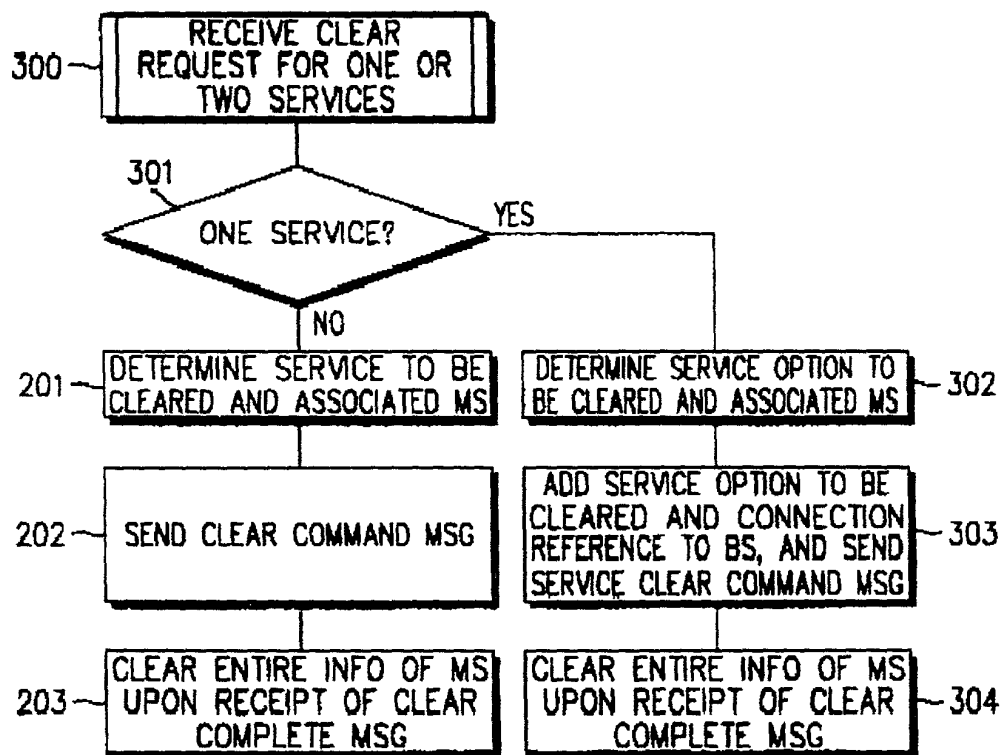 300
RECEIVE CLEAR
REQUEST FOR ONE OR
TWO SERVICES
301
ONE SERVICE?
YES
NO
201
DETERMINE SERVICE TO BE
CLEARED AND ASSOCIATED MS
DETERMINE SERVICE OPTION TO
BE CLEARED AND ASSOCIATED MS
302
202
SEND CLEAR COMMAND MSG
ADD SERVICE OPTION TO BE
CLEARED AND CONNECTION
REFERENCE TO BS, AND SEND
SERVICE CLEAR COMMAND MSG
303
203
CLEAR ENTIRE INFO OF MS
UPON RECEIPT OF CLEAR
COMPLETE MSG
CLEAR ENTIRE INFO OF MS
UPON RECEIPT OF CLEAR
COMPLETE MSG
304